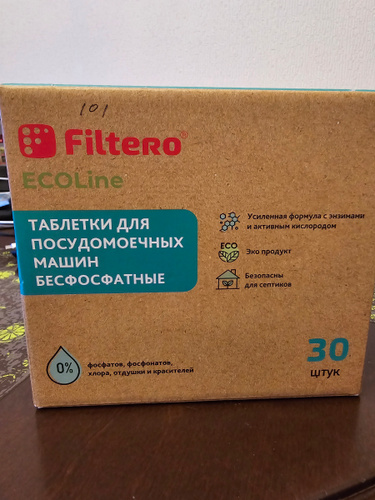 101
Filtero®
ECOLine
ТАБЛЕТКИ ДЛЯ
ПОСУДОМОЕЧНЫХ
МАШИН
БЕСФОСФАТНЫЕ
Усиленная формула с энзимами
и активным кислородом
ECO
Эко продукт
Безопасны
для септиков
0%
фосфатов, фосфонатов,
хлора, отдушки и красителей
30
штук